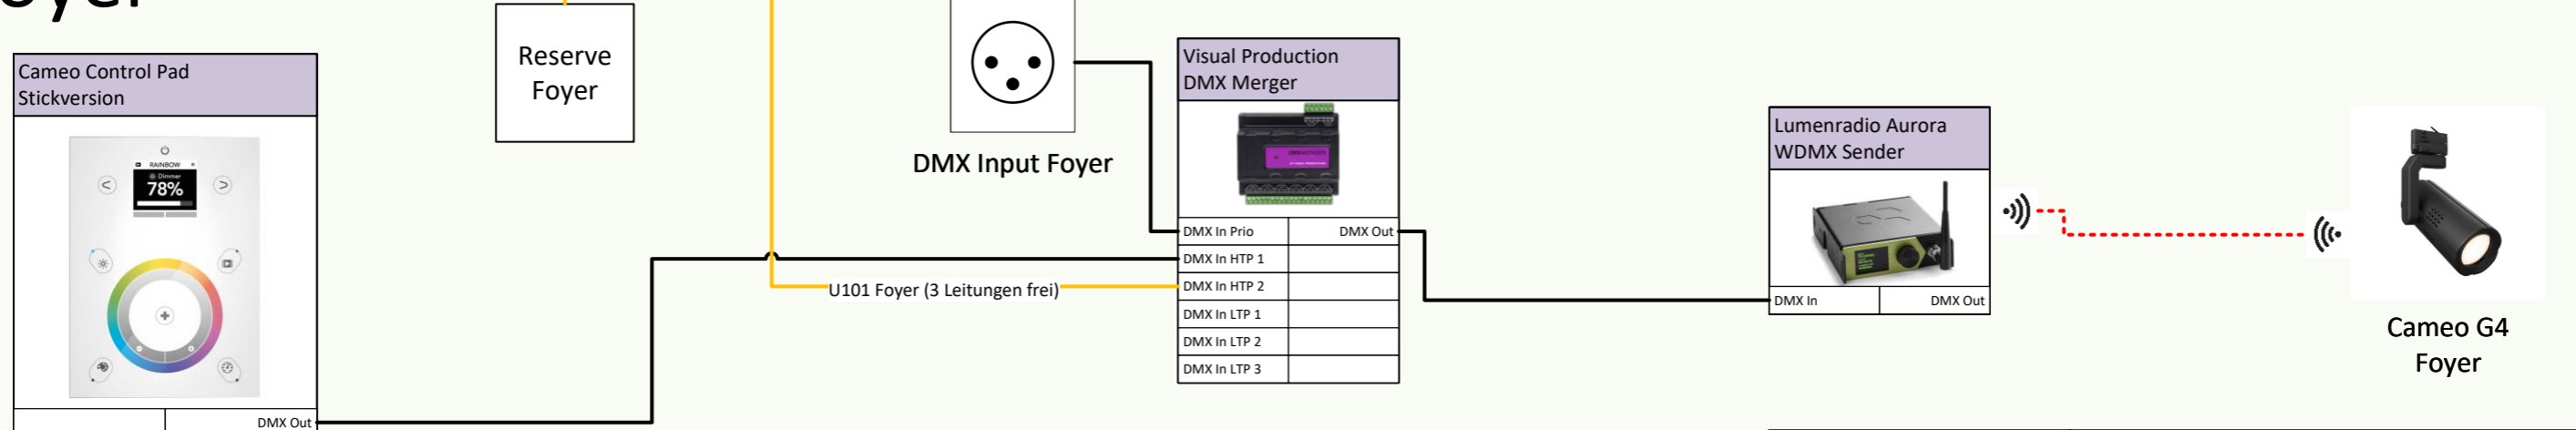 oyer
Cameo Control Pad
Stickversion
RAINBOW
Dimmer
78%
DMX Out
Reserve
Foyer
DMX Input Foyer
U101 Foyer (3 Leitungen frei)
Visual Production
DMX Merger
DMX In Prio
DMX Out
DMX In HTP 1
DMX In HTP 2
DMX In LTP 1
DMX In LTP 2
DMX In LTP 3
Lumenradio Aurora
WDMX Sender
DMX In
DMX Out
Cameo G4
Foyer